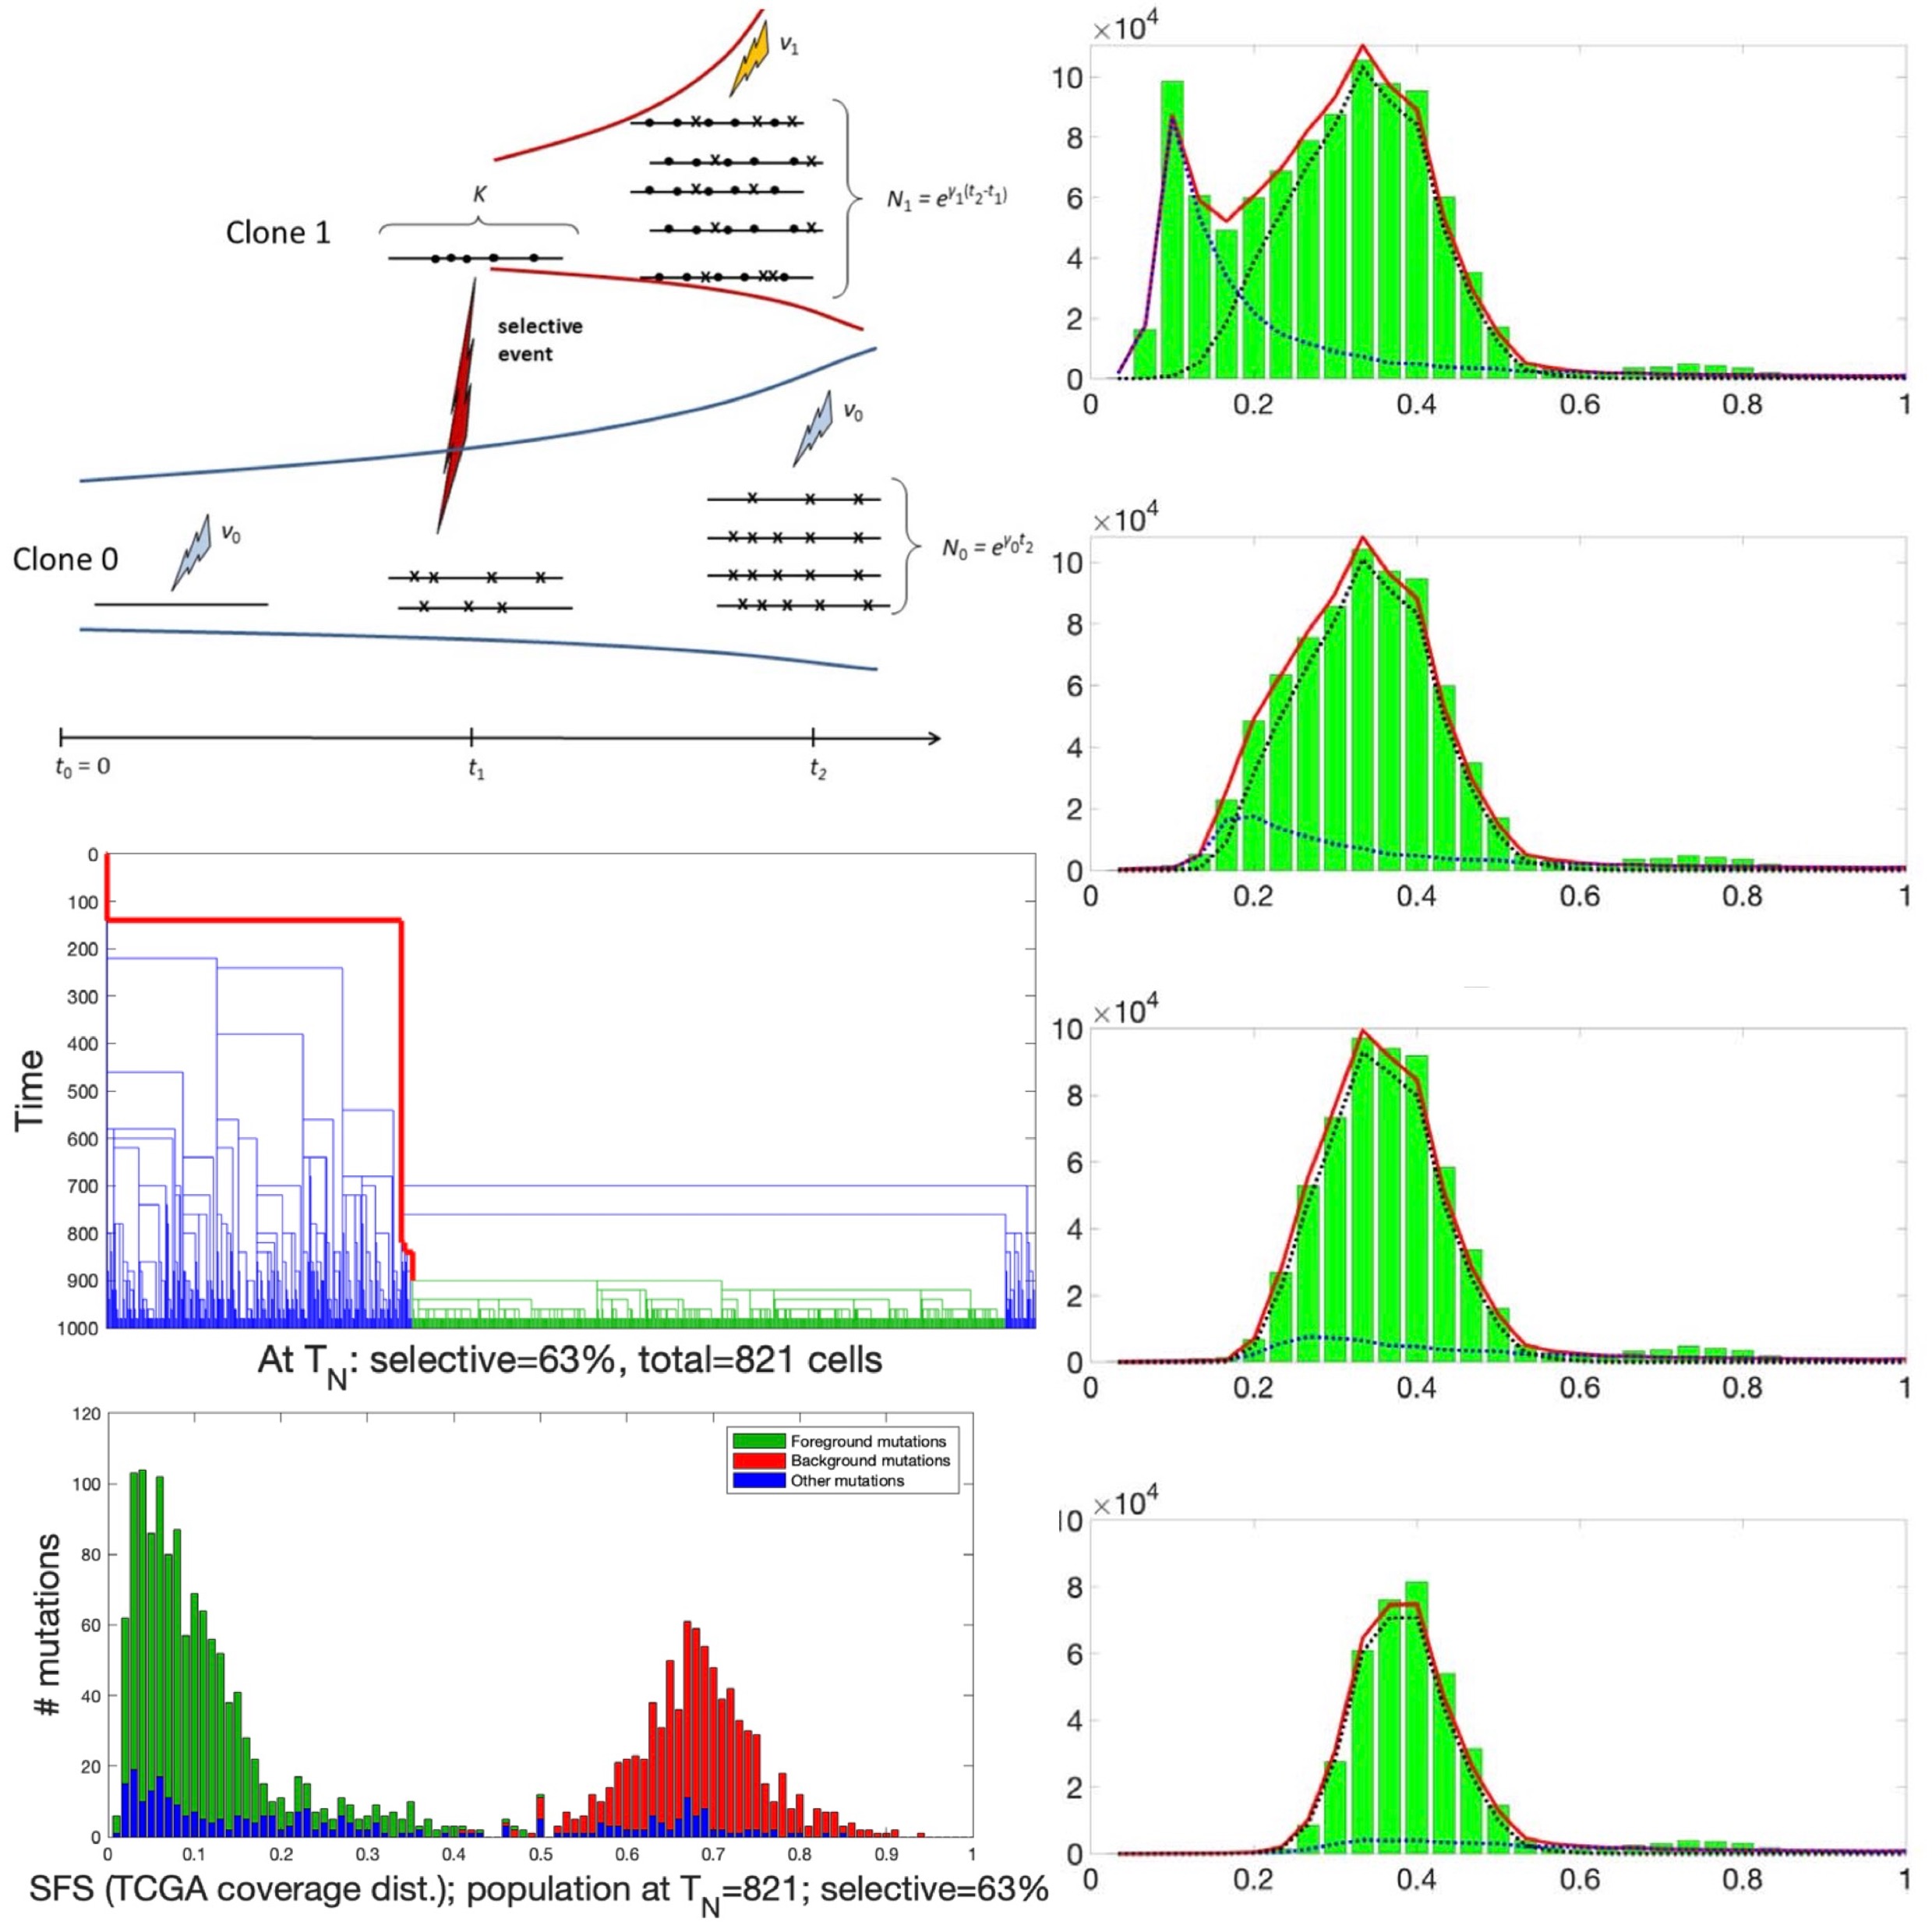 ν1
N1 = e^γ1(t2-t1)
K
Clone 1
selective
event
ν0
ν0
Clone 0
N0 = e^γ0t2
t0 = 0
t1
t2
0
100
200
300
400
500
600
700
800
900
1000
Time
At TN: selective=63%, total=821 cells
120
100
80
60
40
20
0
# mutations
Foreground mutations
Background mutations
Other mutations
0 0.1 0.2 0.3 0.4 0.5 0.6 0.7 0.8 0.9 1
SFS (TCGA coverage dist.); population at TN=821; selective=63%
×10^4
10
8
6
4
2
0
0 0.2 0.4 0.6 0.8 1
×10^4
10
8
6
4
2
0
0 0.2 0.4 0.6 0.8 1
×10^4
10
8
6
4
2
0
0 0.2 0.4 0.6 0.8 1
×10^4
10
8
6
4
2
0
0 0.2 0.4 0.6 0.8 1